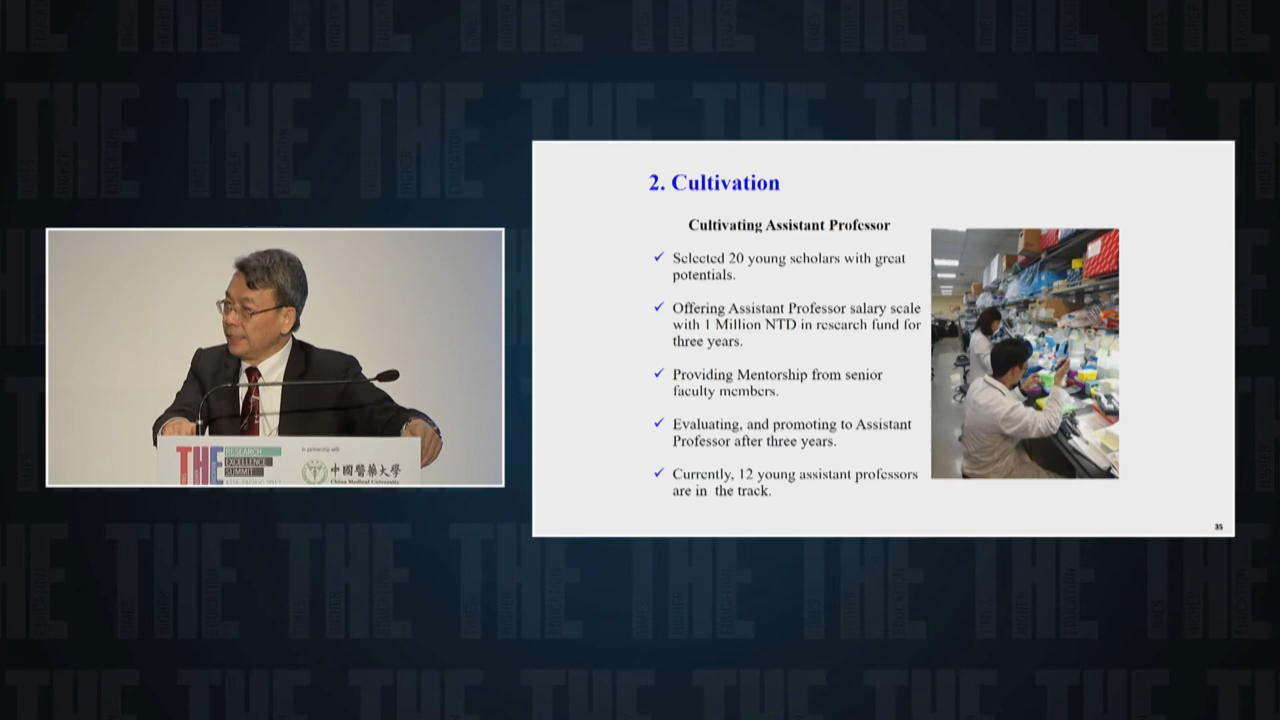 THE
RESEARCH
EXCELLENCE
SUMMIT
ASIA-PACIFIC 2017
In partnership with
中國醫藥大學
China Medical University
2. Cultivation
Cultivating Assistant Professor
✓ Selected 20 young scholars with great
potentials.
✓ Offering Assistant Professor salary scale
with 1 Million NTD in research fund for
three years.
✓ Providing Mentorship from senior
faculty members.
✓ Evaluating, and promoting to Assistant
Professor after three years.
✓ Currently, 12 young assistant professors
are in the track.
35